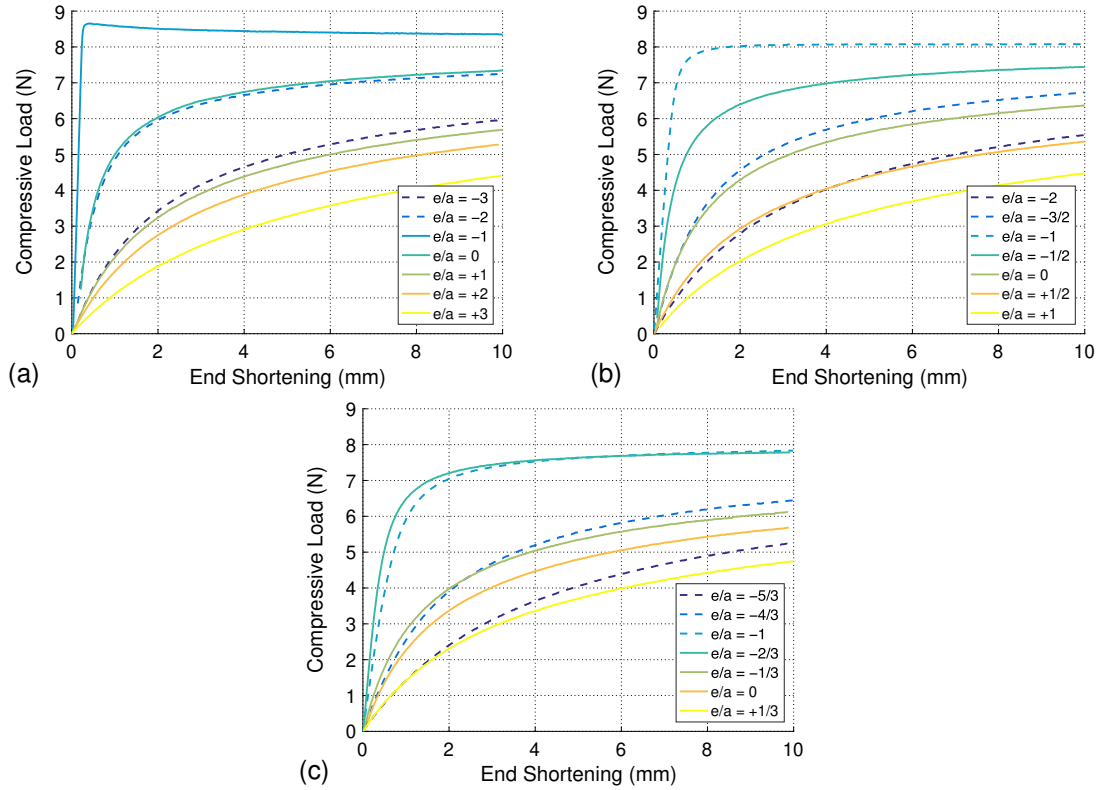 9
8
7
6
5
4
3
2
1
0
Compressive Load (N)
0 2 4 6 8 10
End Shortening (mm)
(a)
e/a = −3
e/a = −2
e/a = −1
e/a = 0
e/a = +1
e/a = +2
e/a = +3
9
8
7
6
5
4
3
2
1
0
Compressive Load (N)
0 2 4 6 8 10
End Shortening (mm)
(b)
e/a = −2
e/a = −3/2
e/a = −1
e/a = −1/2
e/a = 0
e/a = +1/2
e/a = +1
9
8
7
6
5
4
3
2
1
0
Compressive Load (N)
0 2 4 6 8 10
End Shortening (mm)
(c)
e/a = −5/3
e/a = −4/3
e/a = −1
e/a = −2/3
e/a = −1/3
e/a = 0
e/a = +1/3